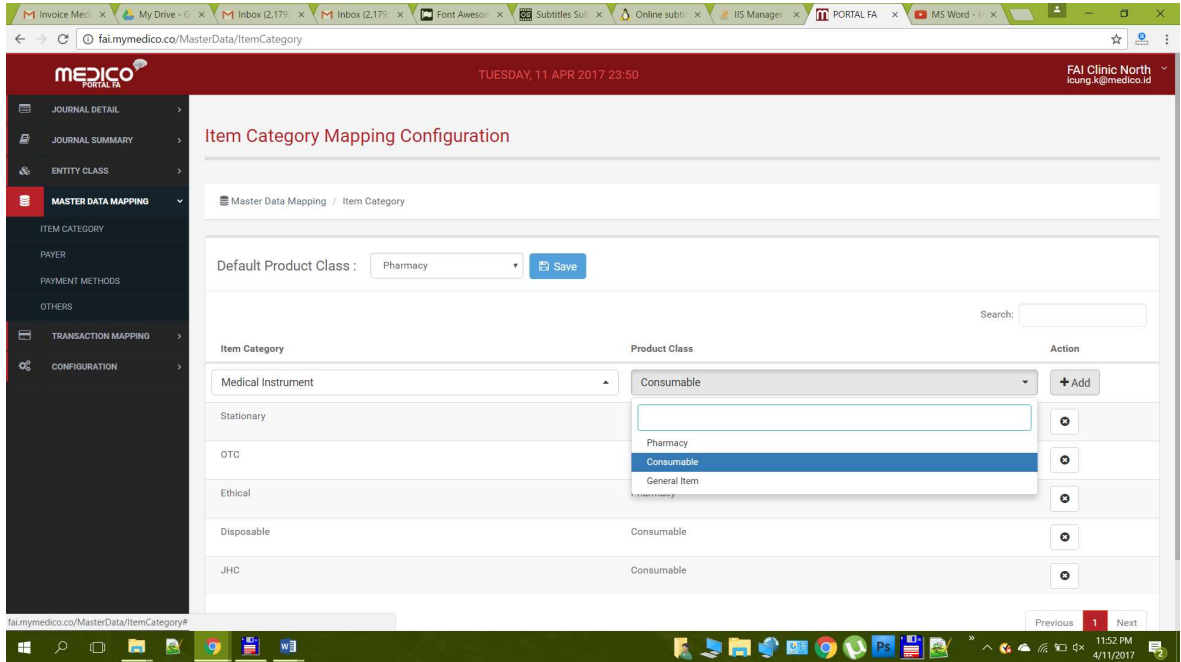 Invoice Medi
My Drive - G
Inbox (2,179
Inbox (2,179
Font Awesom
Subtitles Sub
Online subti
IIS Manager
PORTAL FA
MS Word - H
fai.mymedico.co/MasterData/ItemCategory
MEDICO
PORTAL FA
TUESDAY, 11 APR 2017 23:50
FAI Clinic North
icung.k@medico.id
JOURNAL DETAIL
JOURNAL SUMMARY
ENTITY CLASS
MASTER DATA MAPPING
ITEM CATEGORY
PAYER
PAYMENT METHODS
OTHERS
TRANSACTION MAPPING
CONFIGURATION
Item Category Mapping Configuration
Master Data Mapping / Item Category
Default Product Class : Pharmacy Save
Search:
Item Category Product Class Action
Medical Instrument Consumable Add
Stationary
Pharmacy
OTC
Consumable
General Item
Ethical Pharmacy
Disposable Consumable
JHC Consumable
Previous 1 Next
fai.mymedico.co/MasterData/ItemCategory#
Ps
11:52 PM
4/11/2017